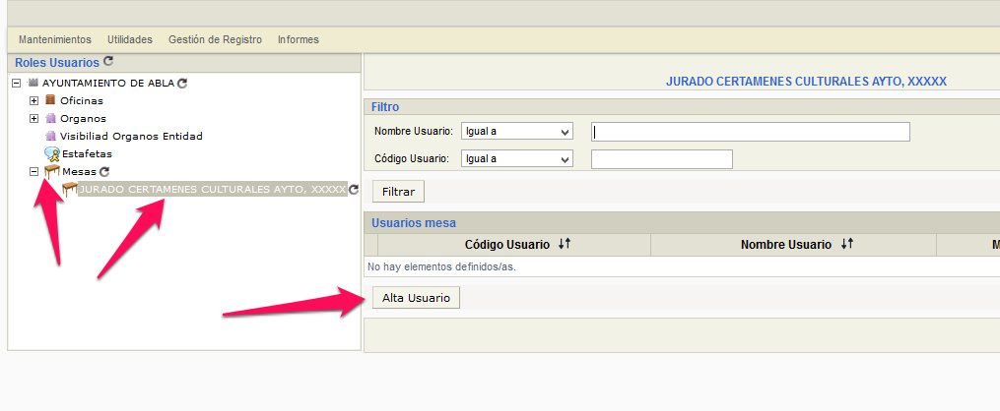 Mantenimientos Utilidades Gestión de Registro Informes
Roles Usuarios
AYUNTAMIENTO DE ABLA
Oficinas
Organos
Visibiliad Organos Entidad
Estafetas
Mesas
JURADO CERTAMENES CULTURALES AYTO, XXXXX
JURADO CERTAMENES CULTURALES AYTO, XXXXX
Filtro
Nombre Usuario: Igual a
Código Usuario: Igual a
Filtrar
Usuarios mesa
Código Usuario Nombre Usuario
No hay elementos definidos/as.
Alta Usuario